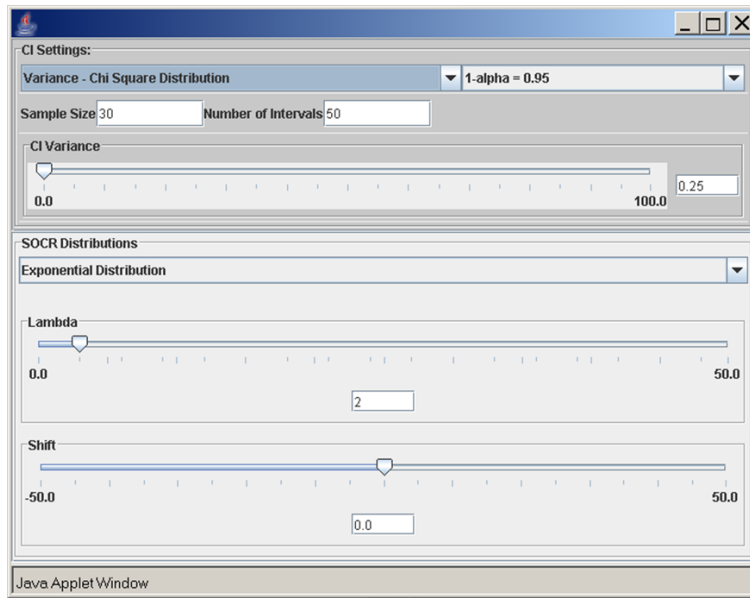 CI Settings:
Variance - Chi Square Distribution 1-alpha = 0.95
Sample Size 30 Number of Intervals 50
CI Variance
0.0 100.0 0.25
SOCR Distributions
Exponential Distribution
Lambda
0.0 50.0
2
Shift
-50.0 50.0
0.0
Java Applet Window